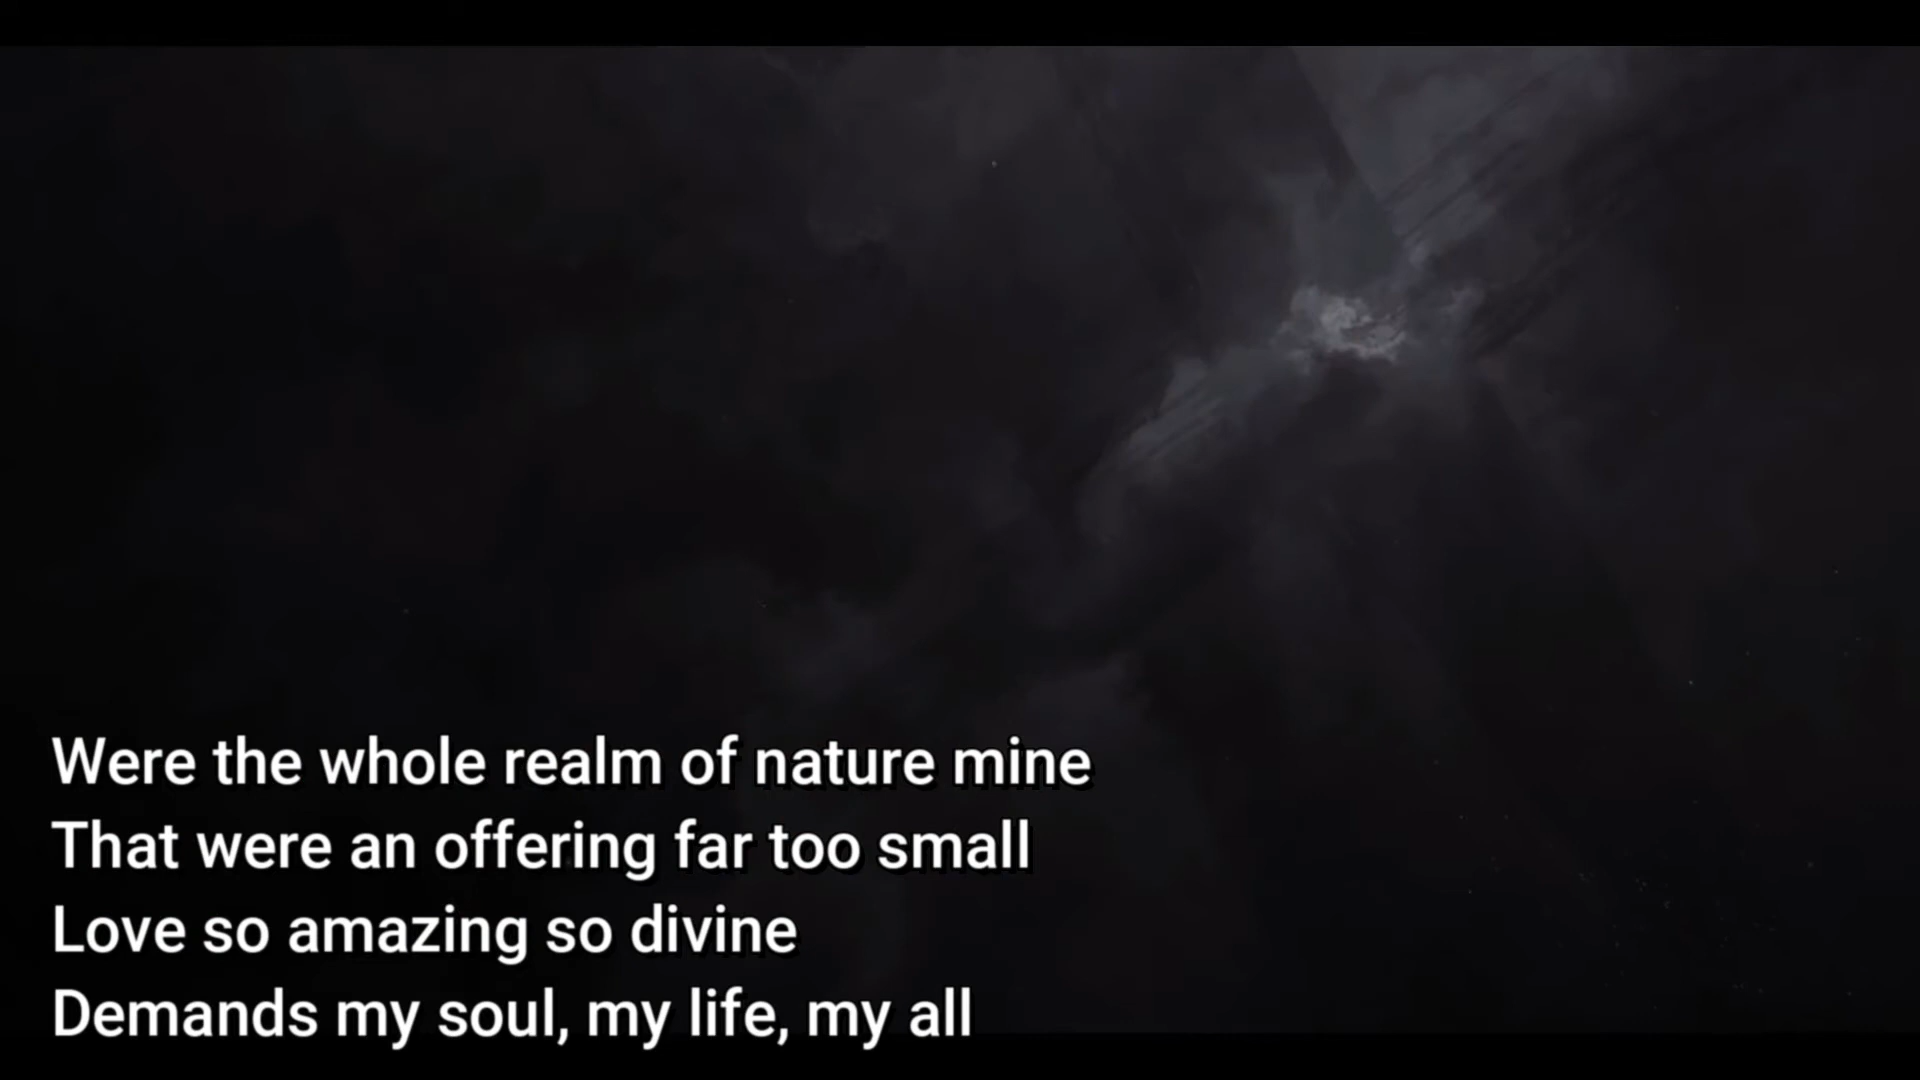 Were the whole realm of nature mine
That were an offering far too small
Love so amazing so divine
Demands my soul, my life, my all